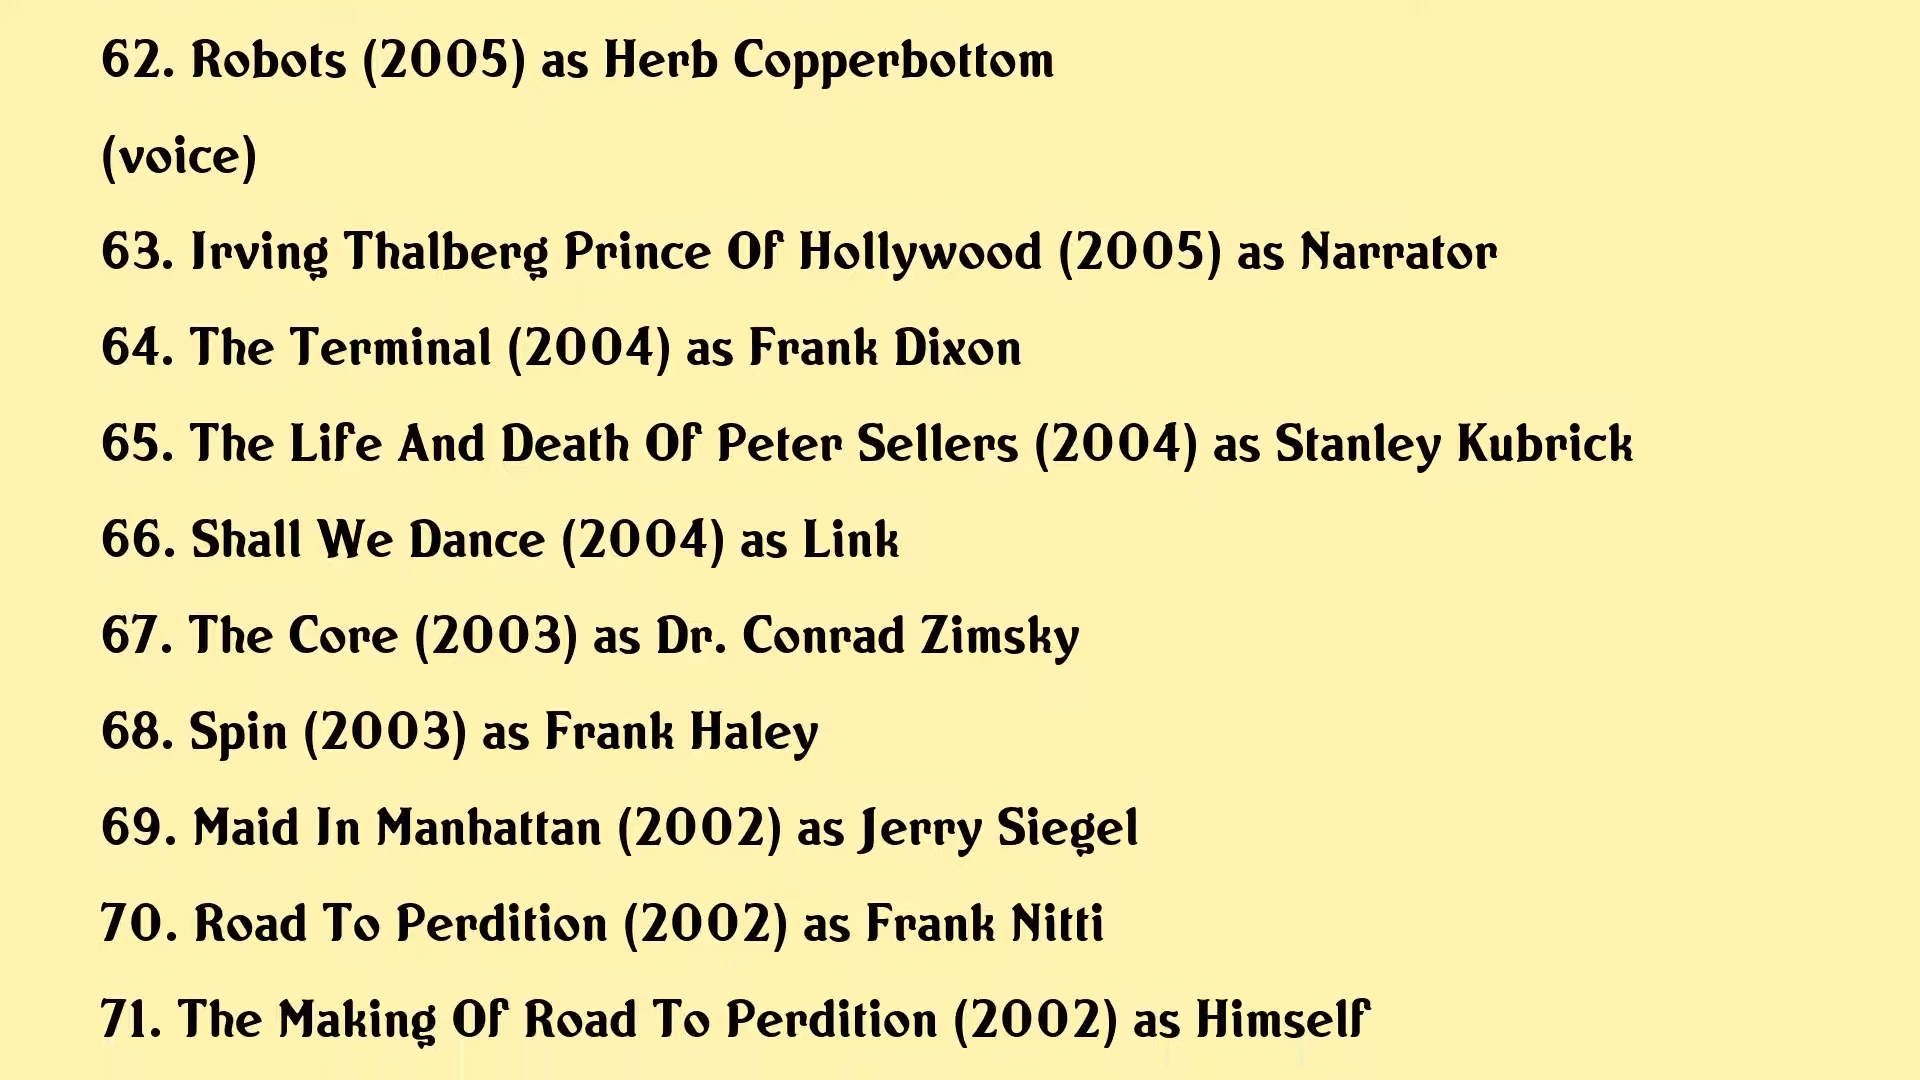 62. Robots (2005) as Herb Copperbottom
(voice)
63. Irving Thalberg Prince Of Hollywood (2005) as Narrator
64. The Terminal (2004) as Frank Dixon
65. The Life And Death Of Peter Sellers (2004) as Stanley Kubrick
66. Shall We Dance (2004) as Link
67. The Core (2003) as Dr. Conrad Zimsky
68. Spin (2003) as Frank Haley
69. Maid In Manhattan (2002) as Jerry Siegel
70. Road To Perdition (2002) as Frank Nitti
71. The Making Of Road To Perdition (2002) as Himself